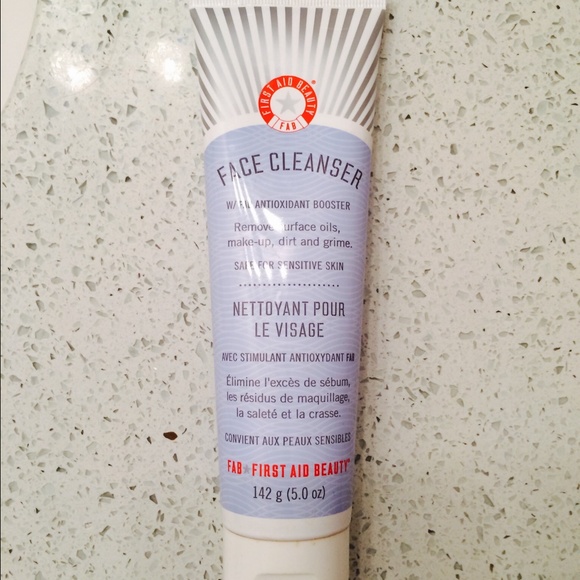 FIRST AID BEAUTY®
FAB
FACE CLEANSER
W/ FAB ANTIOXIDANT BOOSTER
Remove surface oils,
make-up, dirt and grime.
SAFE FOR SENSITIVE SKIN
NETTOYANT POUR
LE VISAGE
AVEC STIMULANT ANTIOXYDANT FAB
Élimine l'excès de sébum,
les résidus de maquillage,
la saleté et la crasse.
CONVIENT AUX PEAUX SENSIBLES
FAB★FIRST AID BEAUTY™
142 g (5.0 oz)